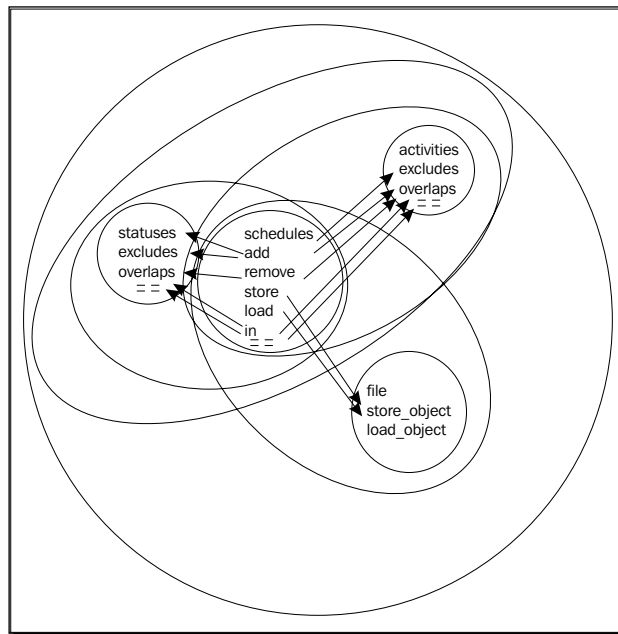 activities
excludes
overlaps
= =
statuses
excludes
overlaps
= =
schedules
add
remove
store
load
in
= =
file
store_object
load_object